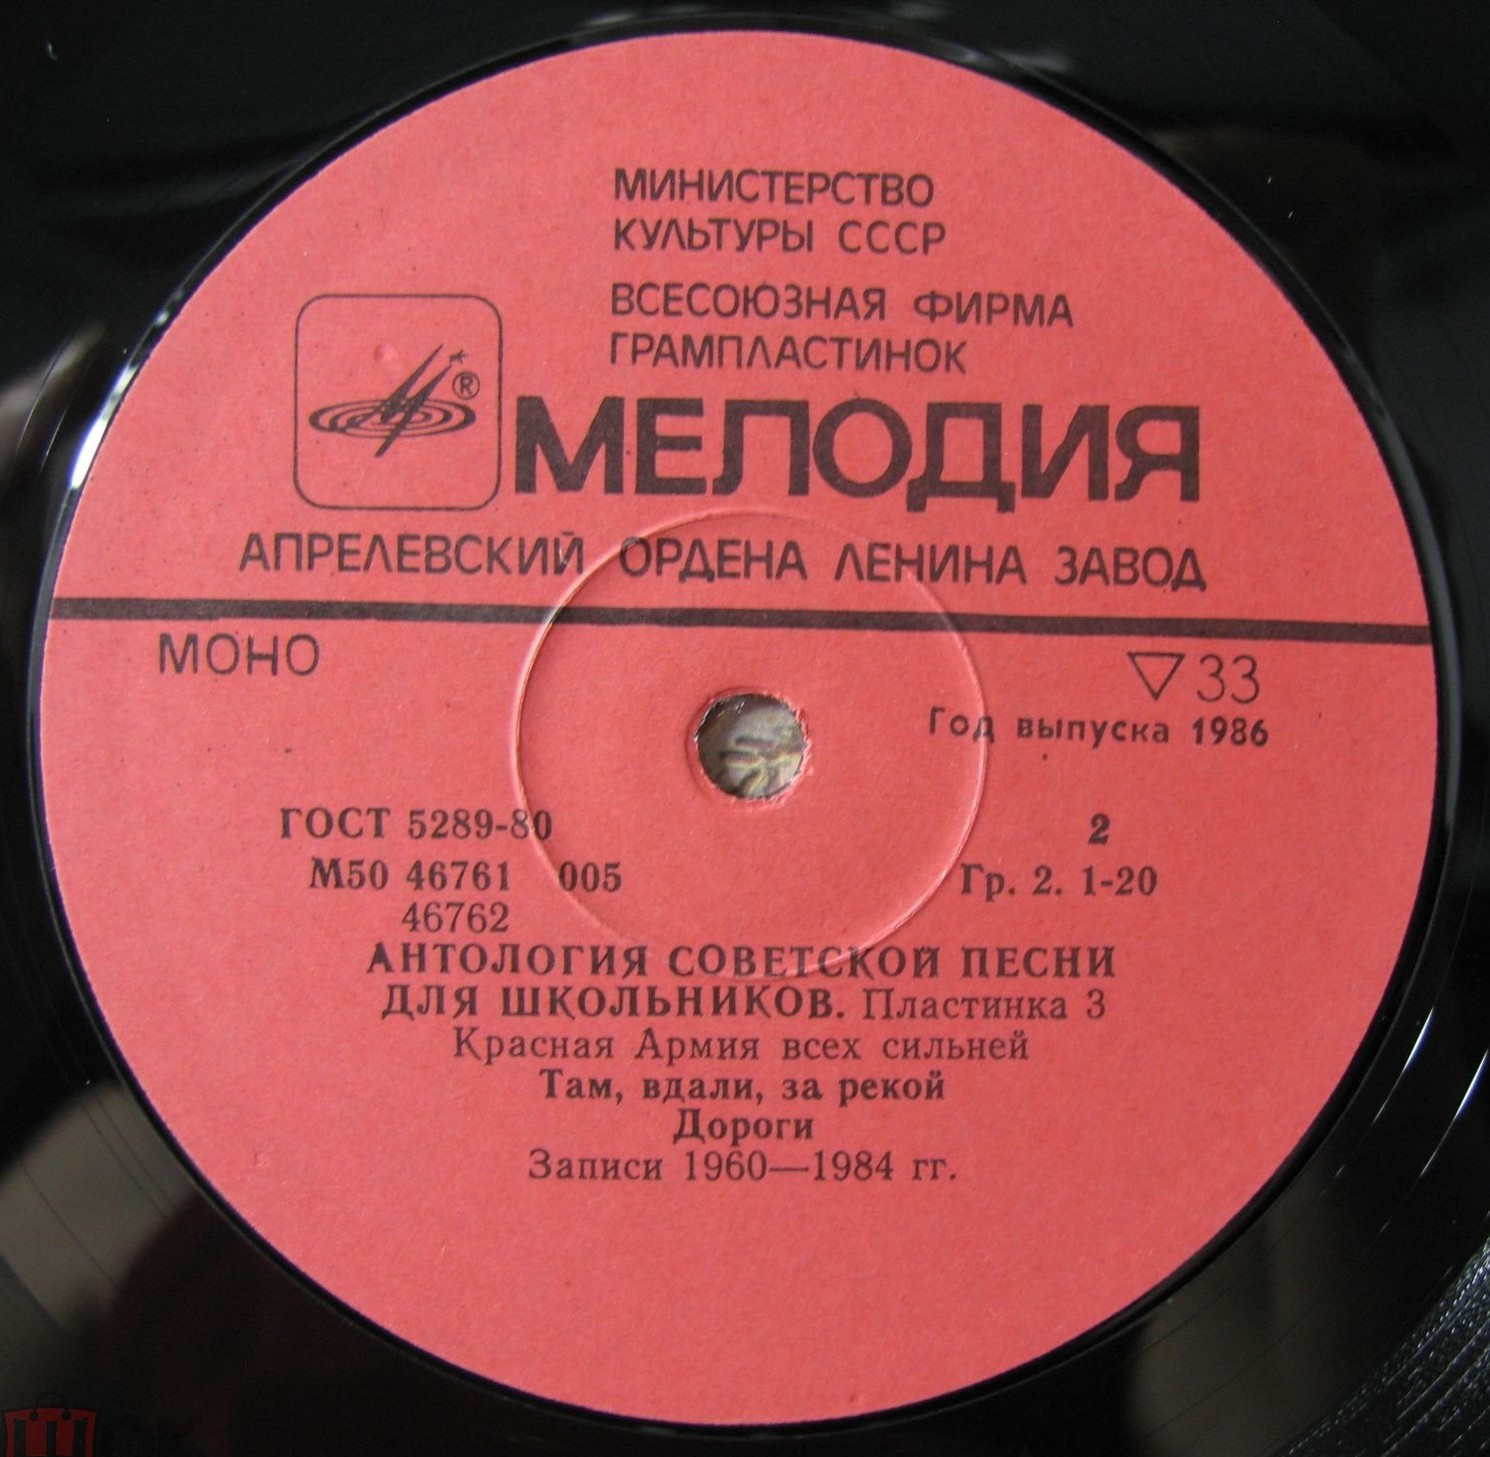 МИНИСТЕРСТВО
КУЛЬТУРЫ СССР
ВСЕСОЮЗНАЯ ФИРМА
ГРАМПЛАСТИНОК
®
МЕЛОДИЯ
АПРЕЛЕВСКИЙ ОРДЕНА ЛЕНИНА ЗАВОД
МОНО
▽33
Год выпуска 1986
ГОСТ 5289-80 2
М50 46761 005 Гр. 2. 1-20
46762
АНТОЛОГИЯ СОВЕТСКОЙ ПЕСНИ
ДЛЯ ШКОЛЬНИКОВ. Пластинка 3
Красная Армия всех сильней
Там, вдали, за рекой
Дороги
Записи 1960—1984 гг.